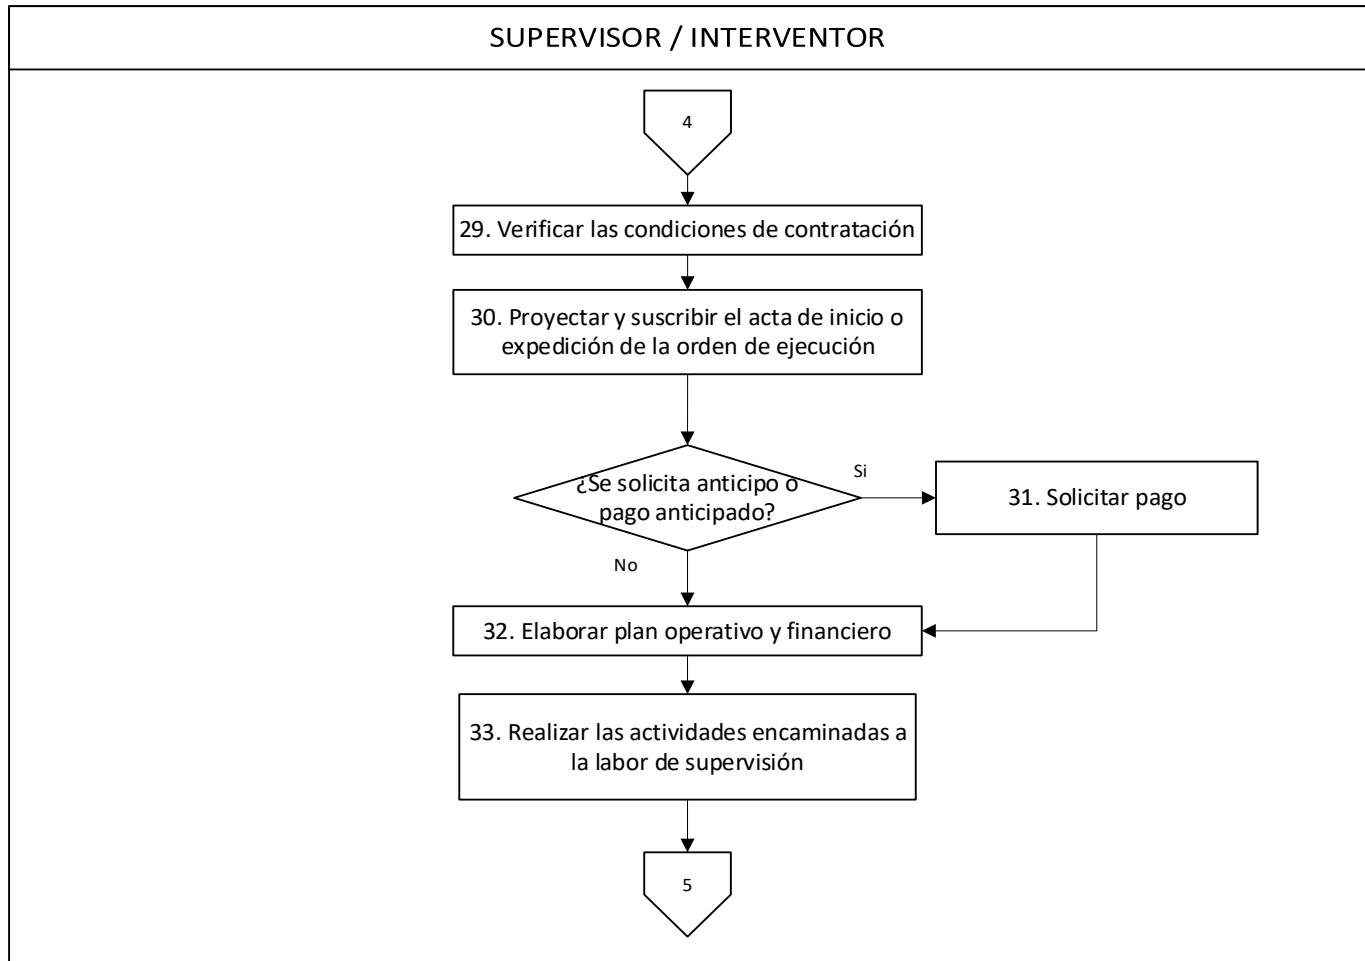 SUPERVISOR / INTERVENTOR
4
29. Verificar las condiciones de contratación
30. Proyectar y suscribir el acta de inicio o
expedición de la orden de ejecución
¿Se solicita anticipo o
pago anticipado?
Si
31. Solicitar pago
No
32. Elaborar plan operativo y financiero
33. Realizar las actividades encaminadas a
la labor de supervisión
5